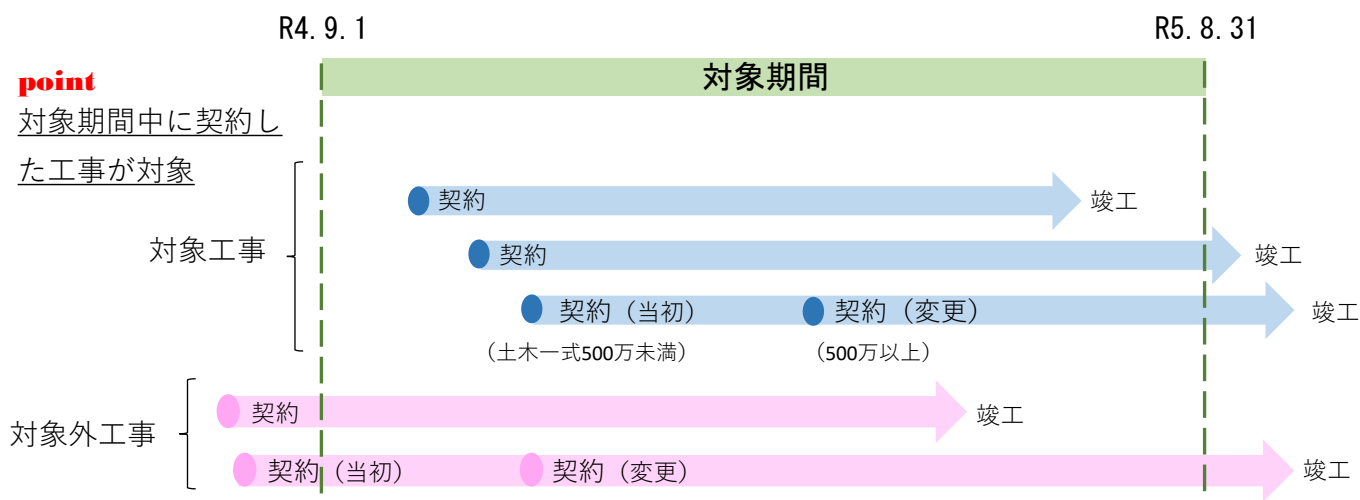 R4.9.1
R5.8.31
対象期間
point
対象期間中に契約し
た工事が対象
対象工事
契約
竣工
契約
竣工
契約（当初）
契約（変更）
竣工
（土木一式500万未満）
（500万以上）
対象外工事
契約
竣工
契約（当初）
契約（変更）
竣工